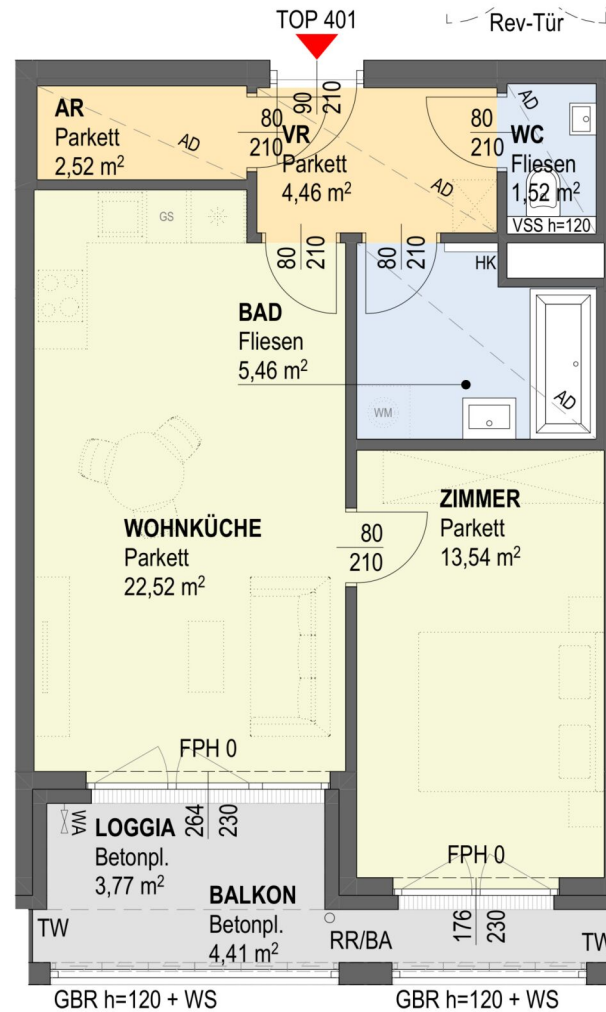 TOP 401
Rev-Tür
AR
Parkett
2,52 m²
AD
80
210
90
210
VR
Parkett
4,46 m²
AD
80
210
AD
WC
Fliesen
1,52 m²
VSS h=120
GS
80
210
80
210
HK
BAD
Fliesen
5,46 m²
WM
AD
WOHNKÜCHE
Parkett
22,52 m²
80
210
ZIMMER
Parkett
13,54 m²
FPH 0
264
230
WA
LOGGIA
Betonpl.
3,77 m²
FPH 0
176
230
BALKON
Betonpl.
4,41 m²
TW
RR/BA
TW
GBR h=120 + WS
GBR h=120 + WS